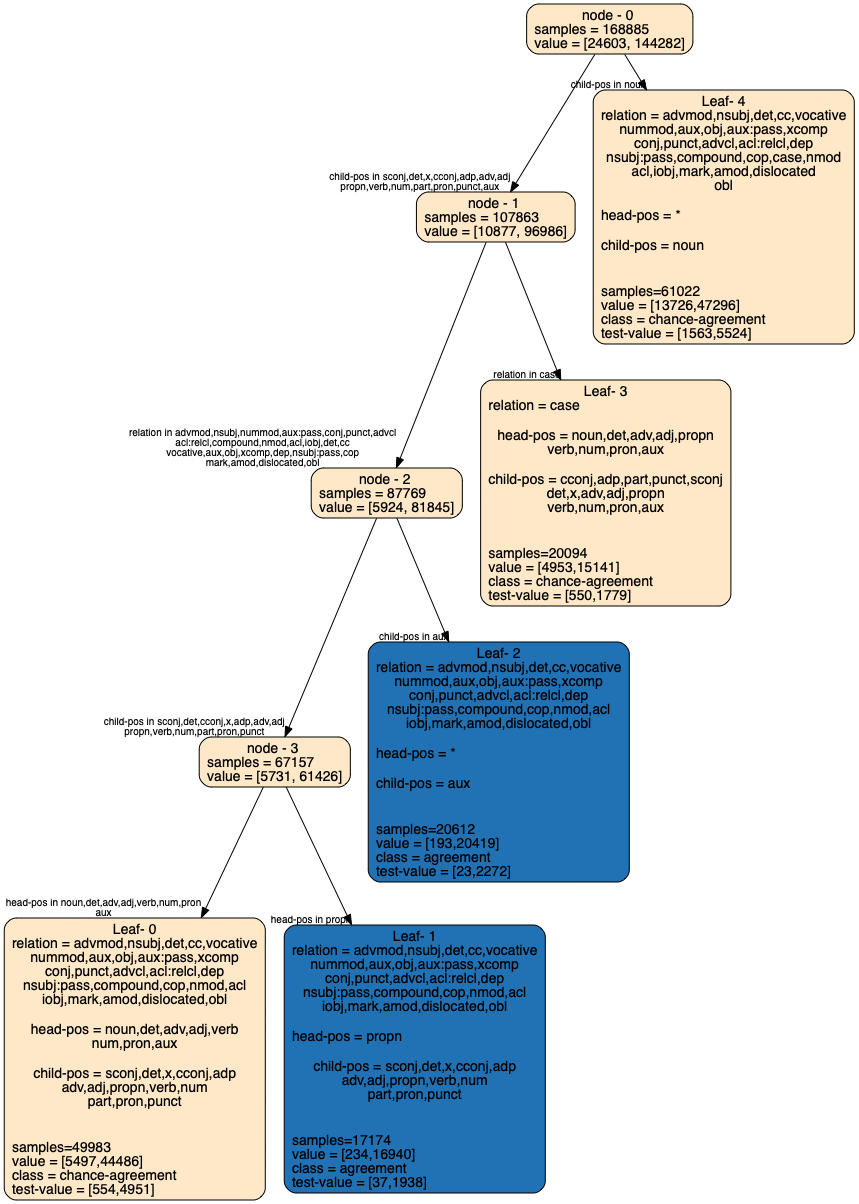 node - 0
samples = 168885
value = [24603, 144282]
child-pos in noun
Leaf- 4
relation = advmod,nsubj,det,cc,vocative
nummod,aux,obj,aux:pass,xcomp
conj,punct,advcl,acl:relcl,dep
nsubj:pass,compound,cop,case,nmod
acl,iobj,mark,amod,dislocated
obl
head-pos = *
child-pos = noun
samples=61022
value = [13726,47296]
class = chance-agreement
test-value = [1563,5524]
child-pos in sconj,det,x,cconj,adp,adv,adj
propn,verb,num,part,pron,punct,aux
node - 1
samples = 107863
value = [10877, 96986]
relation in case
Leaf- 3
relation = case
head-pos = noun,det,adv,adj,propn
verb,num,pron,aux
child-pos = cconj,adp,part,punct,sconj
det,x,adv,adj,propn
verb,num,pron,aux
samples=20094
value = [4953,15141]
class = chance-agreement
test-value = [550,1779]
relation in advmod,nsubj,nummod,aux:pass,conj,punct,advcl
acl:relcl,compound,nmod,acl,iobj,det,cc
vocative,aux,obj,xcomp,dep,nsubj:pass,cop
mark,amod,dislocated,obl
node - 2
samples = 87769
value = [5924, 81845]
child-pos in aux
Leaf- 2
relation = advmod,nsubj,det,cc,vocative
nummod,aux,obj,aux:pass,xcomp
conj,punct,advcl,acl:relcl,dep
nsubj:pass,compound,cop,nmod,acl
iobj,mark,amod,dislocated,obl
head-pos = *
child-pos = aux
samples=20612
value = [193,20419]
class = agreement
test-value = [23,2272]
child-pos in sconj,det,cconj,x,adp,adv,adj
propn,verb,num,part,pron,punct
node - 3
samples = 67157
value = [5731, 61426]
head-pos in noun,det,adv,adj,verb,num,pron
aux
Leaf- 0
relation = advmod,nsubj,det,cc,vocative
nummod,aux,obj,aux:pass,xcomp
conj,punct,advcl,acl:relcl,dep
nsubj:pass,compound,cop,nmod,acl
iobj,mark,amod,dislocated,obl
head-pos = noun,det,adv,adj,verb
num,pron,aux
child-pos = sconj,det,x,cconj,adp
adv,adj,propn,verb,num
part,pron,punct
samples=49983
value = [5497,44486]
class = chance-agreement
test-value = [554,4951]
head-pos in propn
Leaf- 1
relation = advmod,nsubj,det,cc,vocative
nummod,aux,obj,aux:pass,xcomp
conj,punct,advcl,acl:relcl,dep
nsubj:pass,compound,cop,nmod,acl
iobj,mark,amod,dislocated,obl
head-pos = propn
child-pos = sconj,det,x,cconj,adp
adv,adj,propn,verb,num
part,pron,punct
samples=17174
value = [234,16940]
class = agreement
test-value = [37,1938]